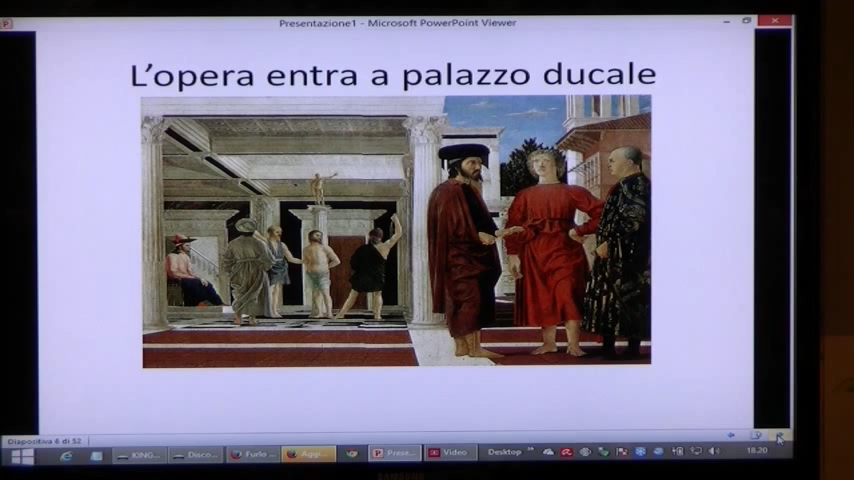 Presentazione1 - Microsoft PowerPoint Viewer
L'opera entra a palazzo ducale
Diapositiva 6 di 52
KING...
Disco...
Furlo ...
Aggi...
Prese...
Video
Desktop
18.20